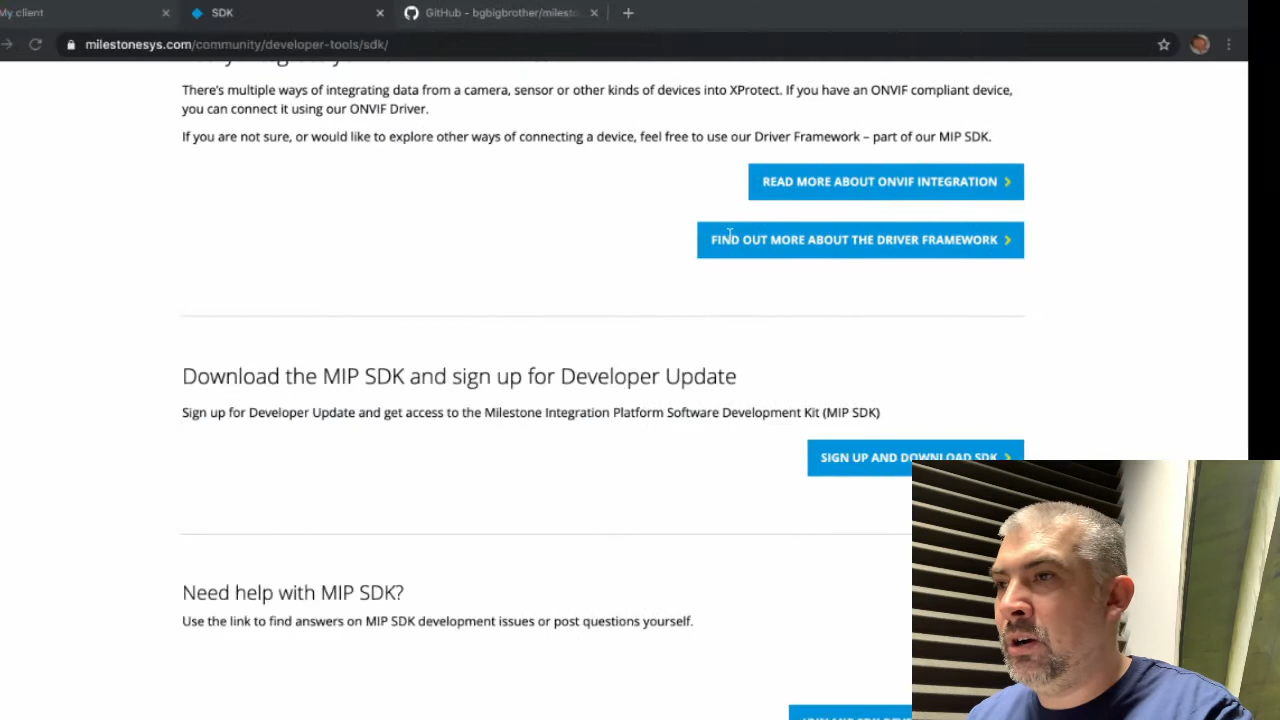 My client
SDK
GitHub - bgbigbrother/milesto
milestonesys.com/community/developer-tools/sdk/
There's multiple ways of integrating data from a camera, sensor or other kinds of devices into XProtect. If you have an ONVIF compliant device,
you can connect it using our ONVIF Driver.
If you are not sure, or would like to explore other ways of connecting a device, feel free to use our Driver Framework – part of our MIP SDK.
READ MORE ABOUT ONVIF INTEGRATION
FIND OUT MORE ABOUT THE DRIVER FRAMEWORK
Download the MIP SDK and sign up for Developer Update
Sign up for Developer Update and get access to the Milestone Integration Platform Software Development Kit (MIP SDK)
SIGN UP AND DOWNLOAD SDK
Need help with MIP SDK?
Use the link to find answers on MIP SDK development issues or post questions yourself.